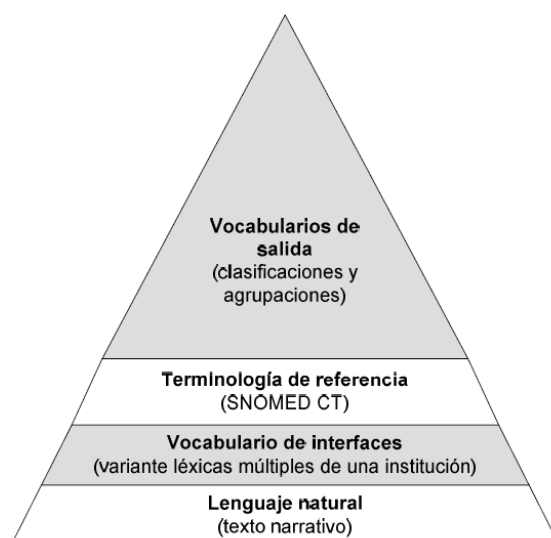 Vocabularios de
salida
(clasificaciones y
agrupaciones)
Terminología de referencia
(SNOMED CT)
Vocabulario de interfaces
(variante léxicas múltiples de una institución)
Lenguaje natural
(texto narrativo)